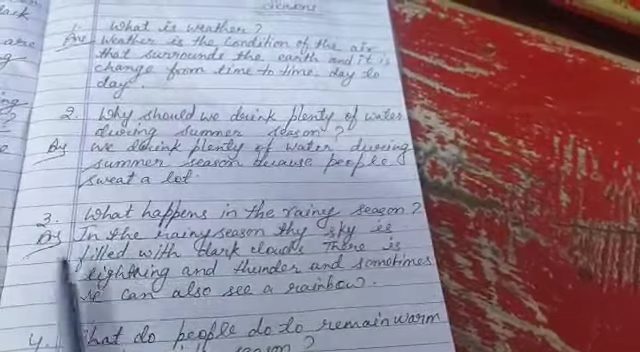 Science
1. What is weather?
Ans Weather is the condition of the air
that surrounds the earth and it is
change from time to time, day to
day.
2. Why should we drink plenty of water
during summer season?
We drink plenty of water during
summer season because people
sweat a lot.
3. What happens in the rainy season?
Ans In the rainy season thy sky is
filled with dark clouds There is
lightning and thunder and sometimes
we can also see a rainbow.
4. What do people do to remain warm
season?